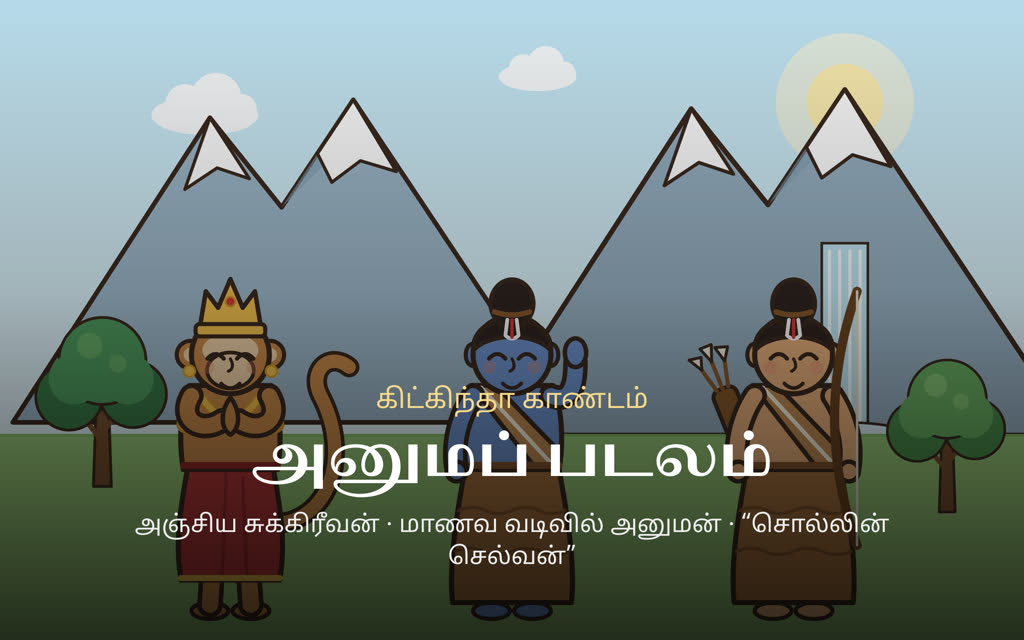 கிட்கிந்தா காண்டம்
அனுமப் படலம்
அஞ்சிய சுக்கிரீவன் · மாணவ வடிவில் அனுமன் · “சொல்லின்
செல்வன்”